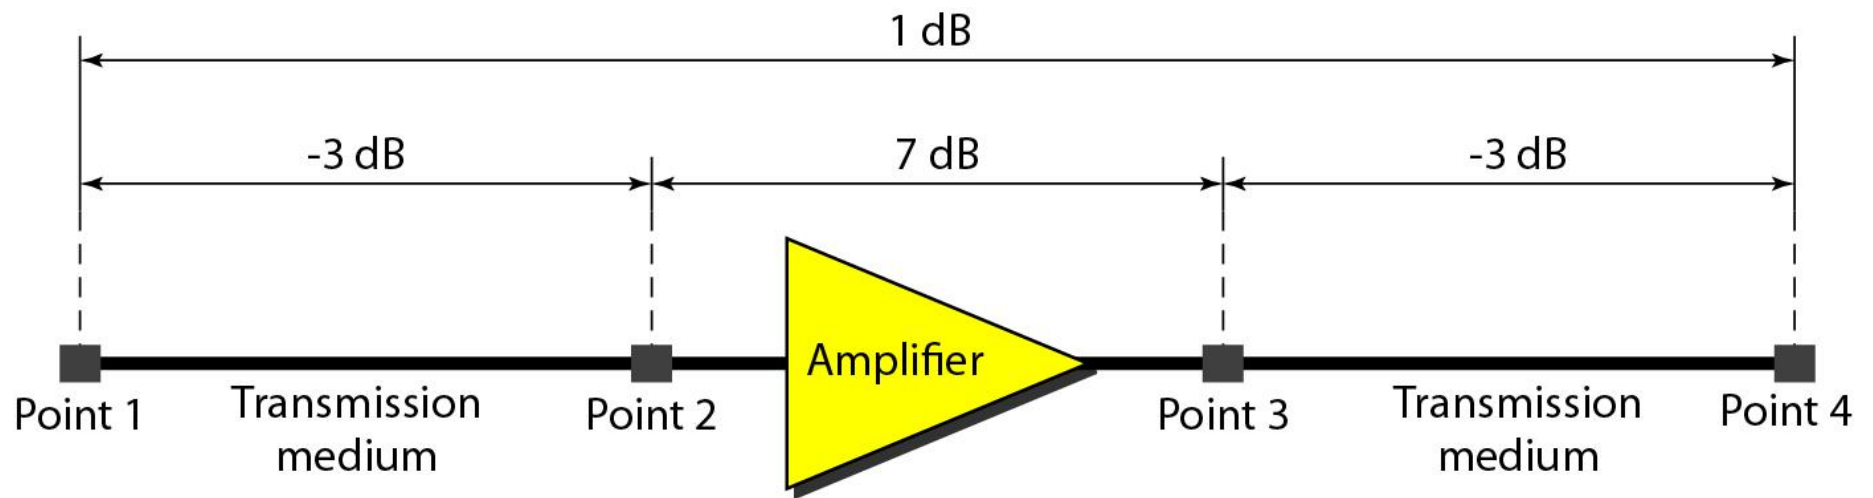 1 dB
-3 dB
7 dB
-3 dB
Amplifier
Point 1
Transmission
medium
Point 2
Point 3
Transmission
medium
Point 4